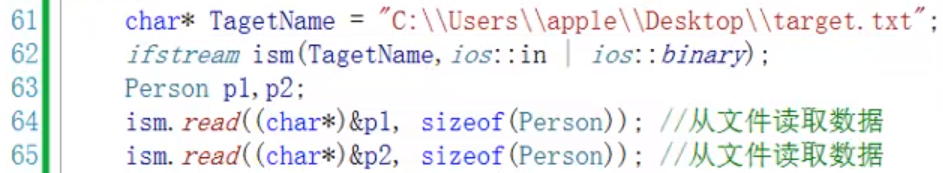 61 char* TagetName = "C:\\Users\\apple\\Desktop\\target.txt";
62 ifstream ism(TagetName,ios::in | ios::binary);
63 Person p1,p2;
64 ism.read((char*)&p1, sizeof(Person)); //从文件读取数据
65 ism.read((char*)&p2, sizeof(Person)); //从文件读取数据